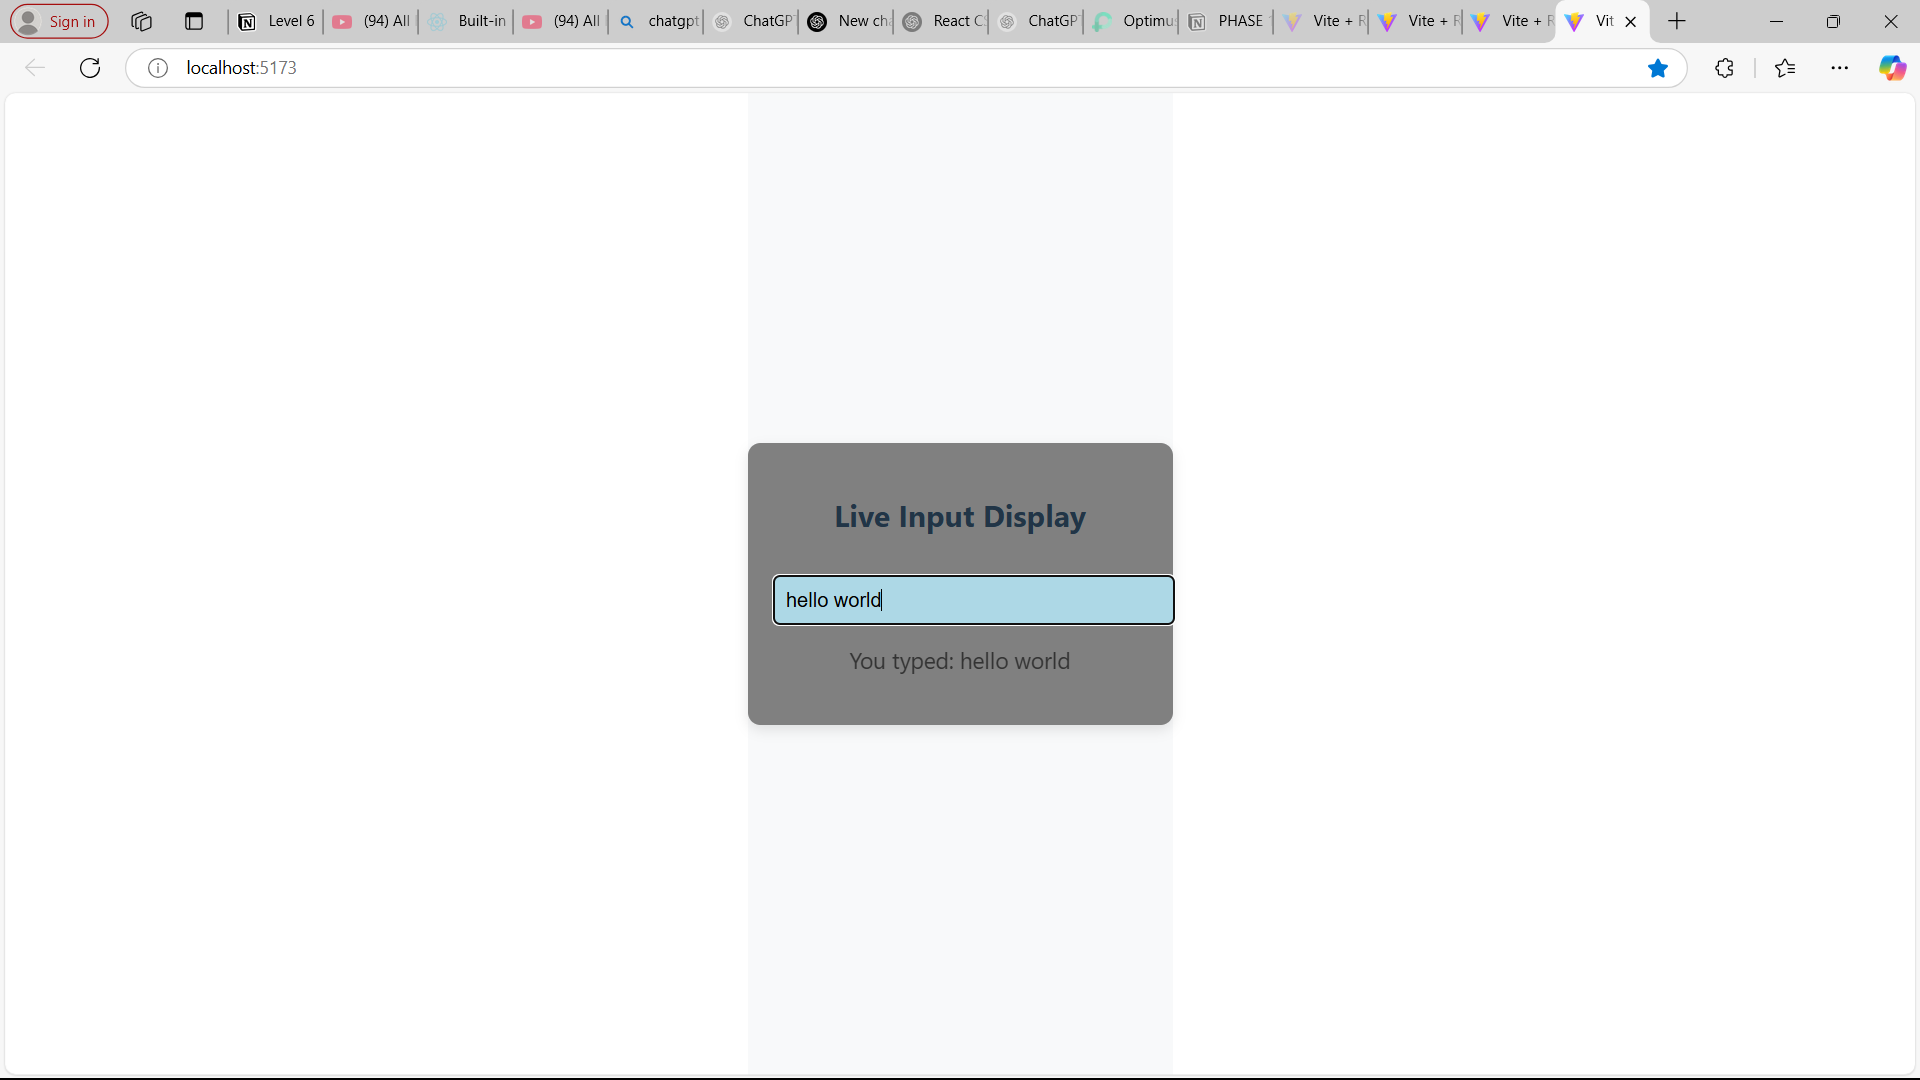 Sign in
Level 6
(94) All
Built-in
(94) All
chatgpt
ChatGP
New ch
React C
ChatGP
Optimu
PHASE
Vite + R
Vite + R
Vite + R
Vit
localhost:5173
Live Input Display
hello world
You typed: hello world